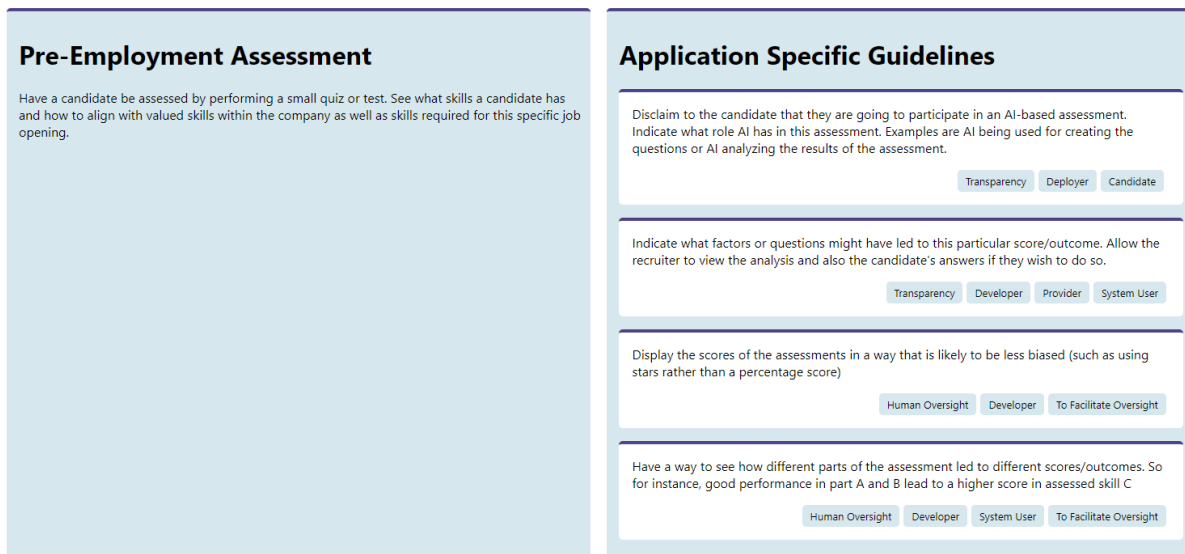 Pre-Employment Assessment
Have a candidate be assessed by performing a small quiz or test. See what skills a candidate has
and how to align with valued skills within the company as well as skills required for this specific job
opening.
Application Specific Guidelines
Disclaim to the candidate that they are going to participate in an AI-based assessment.
Indicate what role AI has in this assessment. Examples are AI being used for creating the
questions or AI analyzing the results of the assessment.
Transparency Deployer Candidate
Indicate what factors or questions might have led to this particular score/outcome. Allow the
recruiter to view the analysis and also the candidate's answers if they wish to do so.
Transparency Developer Provider System User
Display the scores of the assessments in a way that is likely to be less biased (such as using
stars rather than a percentage score)
Human Oversight Developer To Facilitate Oversight
Have a way to see how different parts of the assessment led to different scores/outcomes. So
for instance, good performance in part A and B lead to a higher score in assessed skill C
Human Oversight Developer System User To Facilitate Oversight